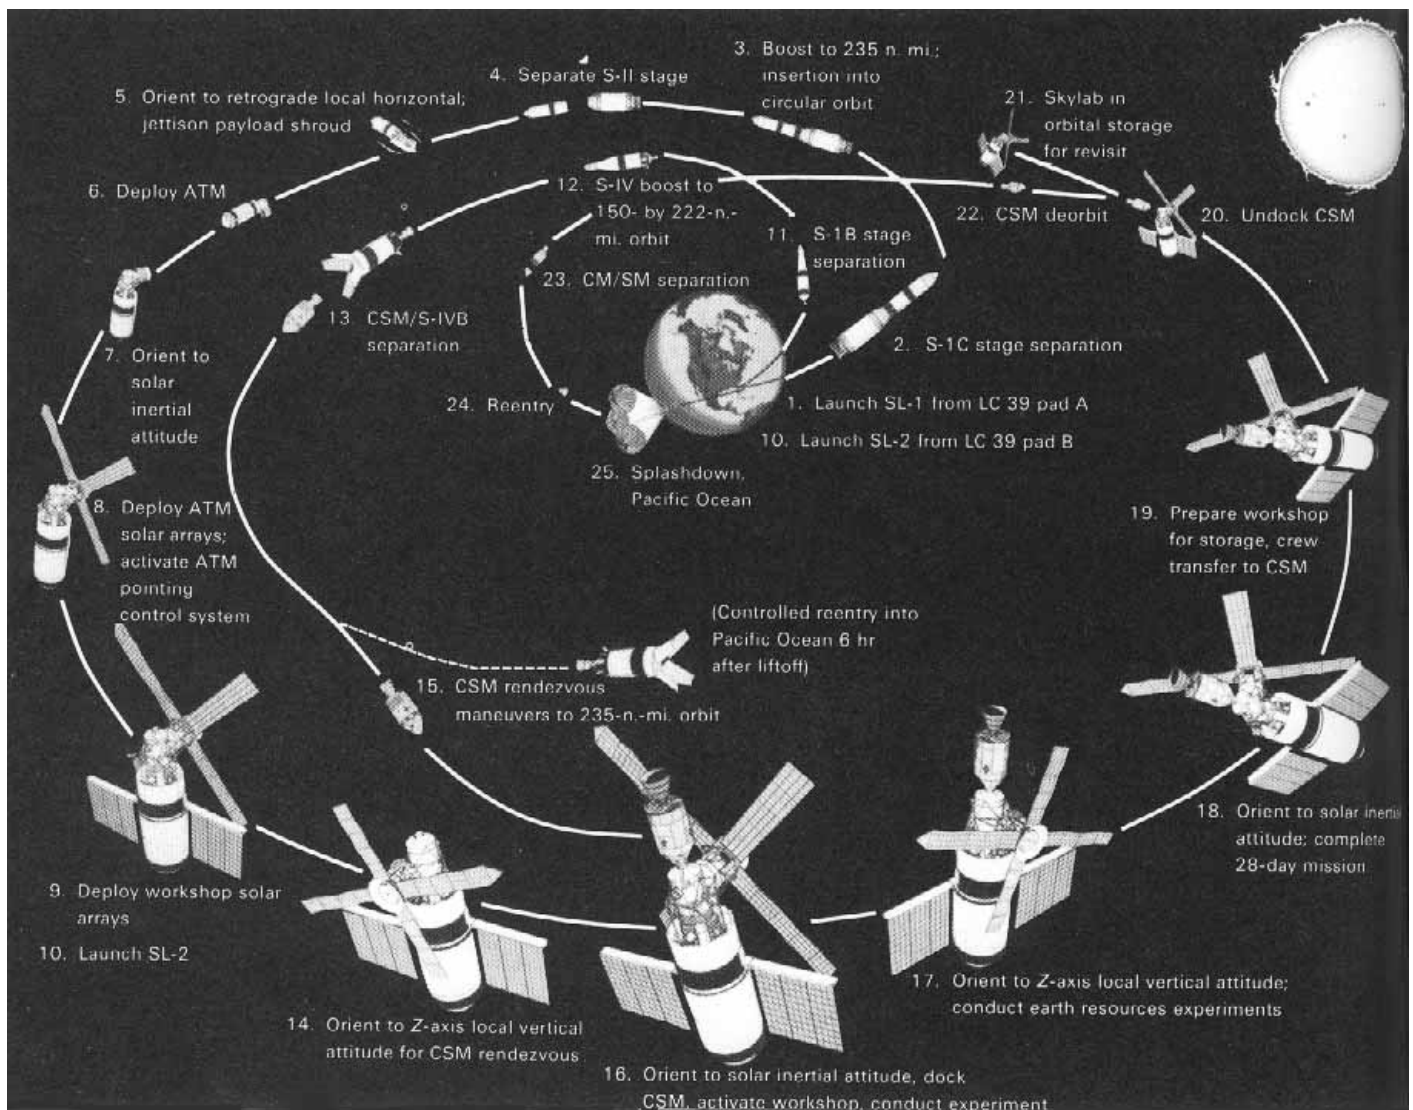 1. Launch SL-1 from LC 39 pad A
2. S-1C stage separation
3. Boost to 235 n. mi.;
insertion into
circular orbit
4. Separate S-II stage
5. Orient to retrograde local horizontal;
jettison payload shroud
6. Deploy ATM
7. Orient to
solar
inertial
attitude
8. Deploy ATM
solar arrays;
activate ATM
pointing
control system
9. Deploy workshop solar
arrays
10. Launch SL-2
10. Launch SL-2 from LC 39 pad B
11. S-1B stage
separation
12. S-IV boost to
150- by 222-n.-
mi. orbit
13. CSM/S-IVB
separation
(Controlled reentry into
Pacific Ocean 6 hr
after liftoff)
14. Orient to Z-axis local vertical
attitude for CSM rendezvous
15. CSM rendezvous
maneuvers to 235-n.-mi. orbit
16. Orient to solar inertial attitude, dock
CSM, activate workshop, conduct experiment
17. Orient to Z-axis local vertical attitude;
conduct earth resources experiments
18. Orient to solar inertia
attitude; complete
28-day mission
19. Prepare workshop
for storage, crew
transfer to CSM
20. Undock CSM
21. Skylab in
orbital storage
for revisit
22. CSM deorbit
23. CM/SM separation
24. Reentry
25. Splashdown,
Pacific Ocean